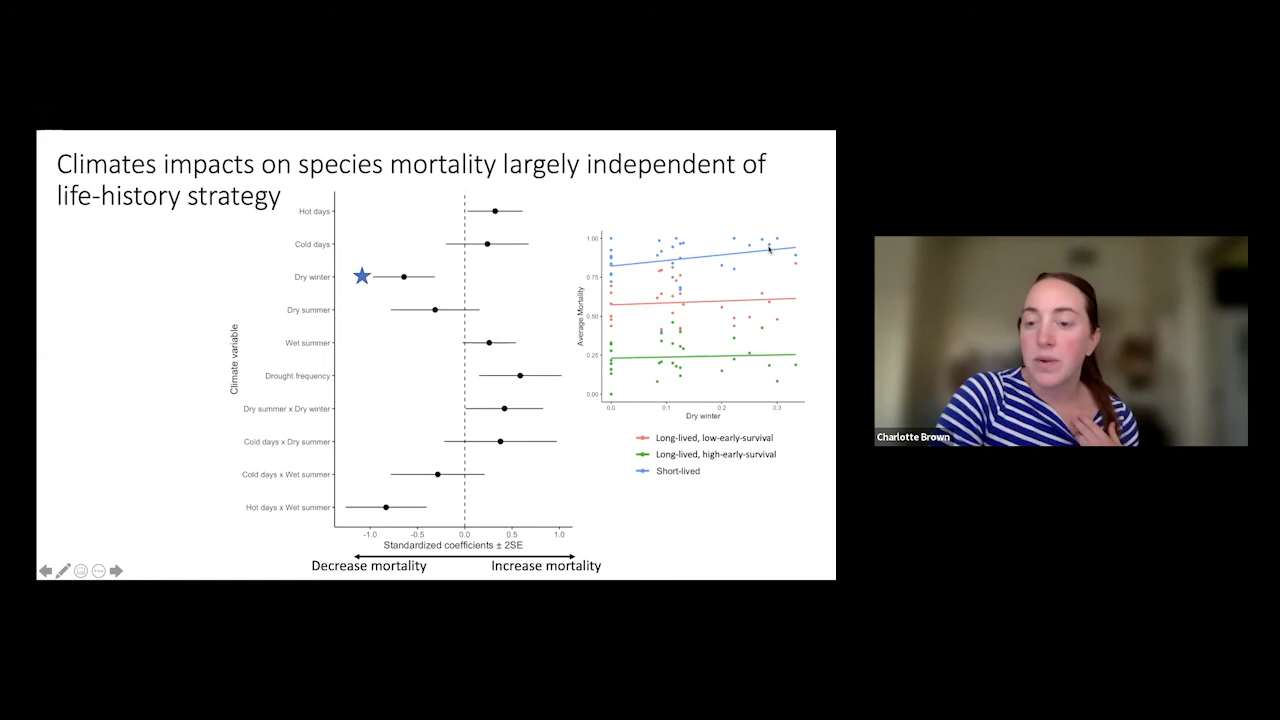 Climates impacts on species mortality largely independent of
life-history strategy
Climate variable
Hot days
Cold days
Dry winter
Dry summer
Wet summer
Drought frequency
Dry summer x Dry winter
Cold days x Dry summer
Cold days x Wet summer
Hot days x Wet summer
-1.0 -0.5 0.0 0.5 1.0
Standardized coefficients ± 2SE
Decrease mortality Increase mortality
Average Mortality
1.00
0.75
0.50
0.25
0.00
0.0 0.1 0.2 0.3
Dry winter
Long-lived, low-early-survival
Long-lived, high-early-survival
Short-lived
Charlotte Brown